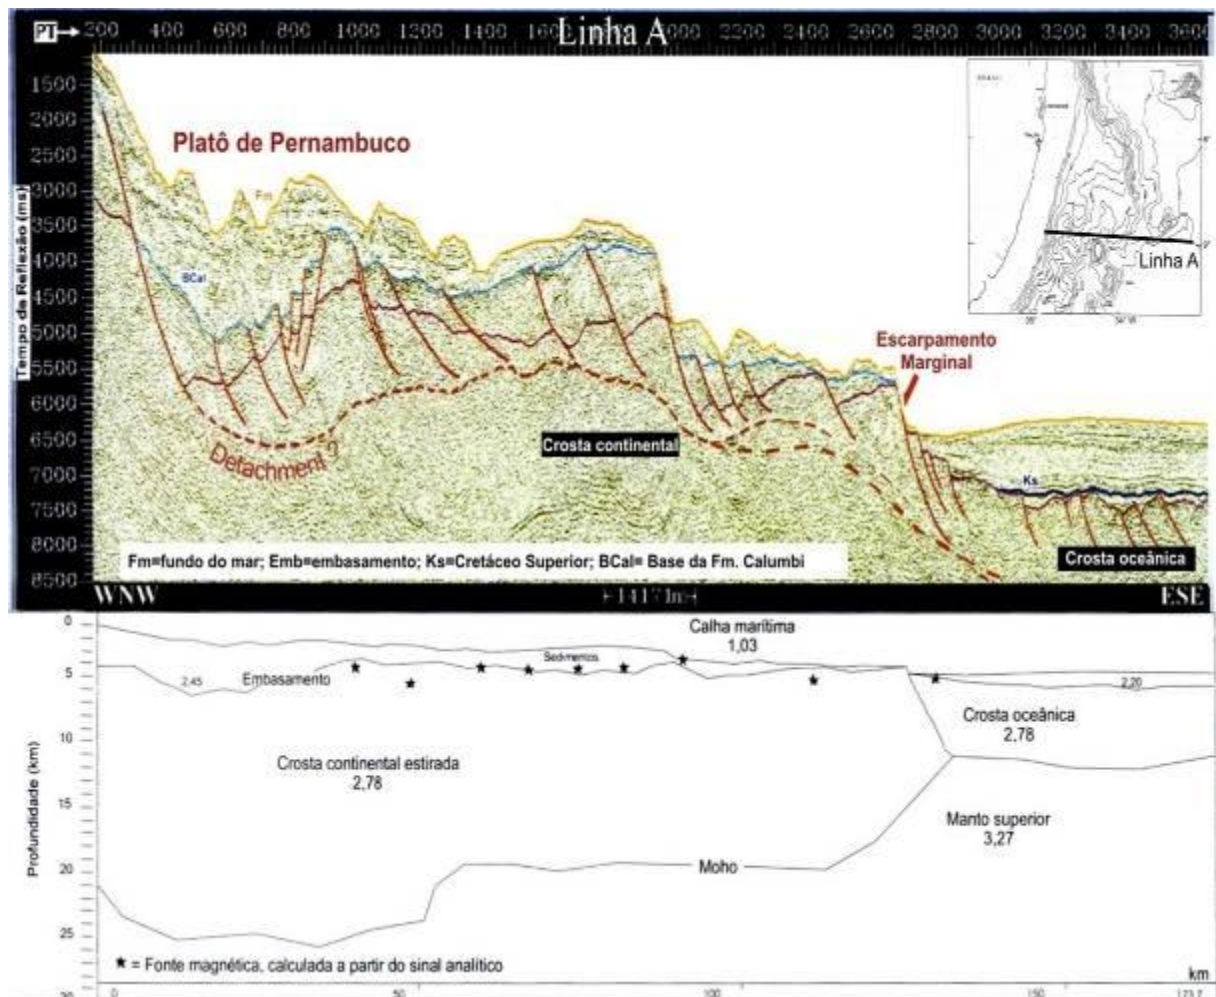 PT 200 400 600 800 1000 1200 1400 Linha A 2000 2200 2400 2600 2800 3000 3200 3400 3600
Tempo da Reflexão (ms)
1500
2000
2500
3000
3500
4000
4500
5000
5500
6000
6500
7000
7500
8000
8500
Platô de Pernambuco
Fm
BCal
Linha A
Escarpamento
Marginal
Crosta continental
Detachment ?
Ks
Crosta oceânica
Fm=fundo do mar; Emb=embasamento; Ks=Cretáceo Superior; BCal= Base da Fm. Calumbi
WNW 14171m ESE
Profundidade (km)
0
5
10
15
20
25
30
Calha marítima
1,03
Sedimentos
Embasamento
2,45
2,20
Crosta oceânica
2,78
Crosta continental estirada
2,78
Manto superior
3,27
Moho
★ = Fonte magnética, calculada a partir do sinal analítico
km
0 50 100 150